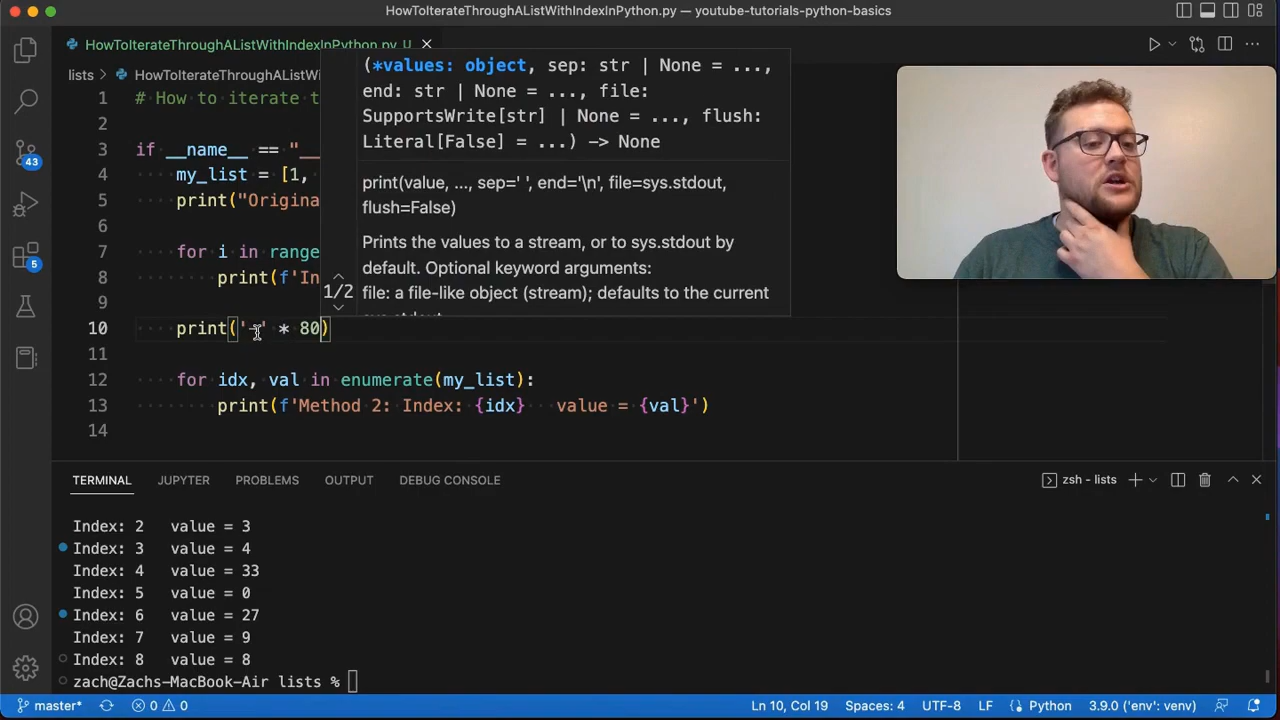 HowToIterateThroughAListWithIndexInPython.py — youtube-tutorials-python-basics
HowToIterateThroughAListWithIndexInPython.py U
lists > HowToIterateThroughAListWi
(*values: object, sep: str | None = ...,
end: str | None = ..., file:
SupportsWrite[str] | None = ..., flush:
Literal[False] = ...) -> None
print(value, ..., sep=' ', end='\n', file=sys.stdout,
flush=False)
Prints the values to a stream, or to sys.stdout by
default. Optional keyword arguments:
file: a file-like object (stream); defaults to the current
1/2
1 # How to iterate t
2
3 if __name__ == "__
4 my_list = [1,
5 print("Origina
6
7 for i in range
8 print(f'In
9
10 print('-' * 80)
11
12 for idx, val in enumerate(my_list):
13 print(f'Method 2: Index: {idx}   value = {val}')
14
43
5
TERMINAL JUPYTER PROBLEMS OUTPUT DEBUG CONSOLE
zsh - lists
Index: 2   value = 3
Index: 3   value = 4
Index: 4   value = 33
Index: 5   value = 0
Index: 6   value = 27
Index: 7   value = 9
Index: 8   value = 8
zach@Zachs-MacBook-Air lists %
master* 0 0 Ln 10, Col 19 Spaces: 4 UTF-8 LF Python 3.9.0 ('env': venv)